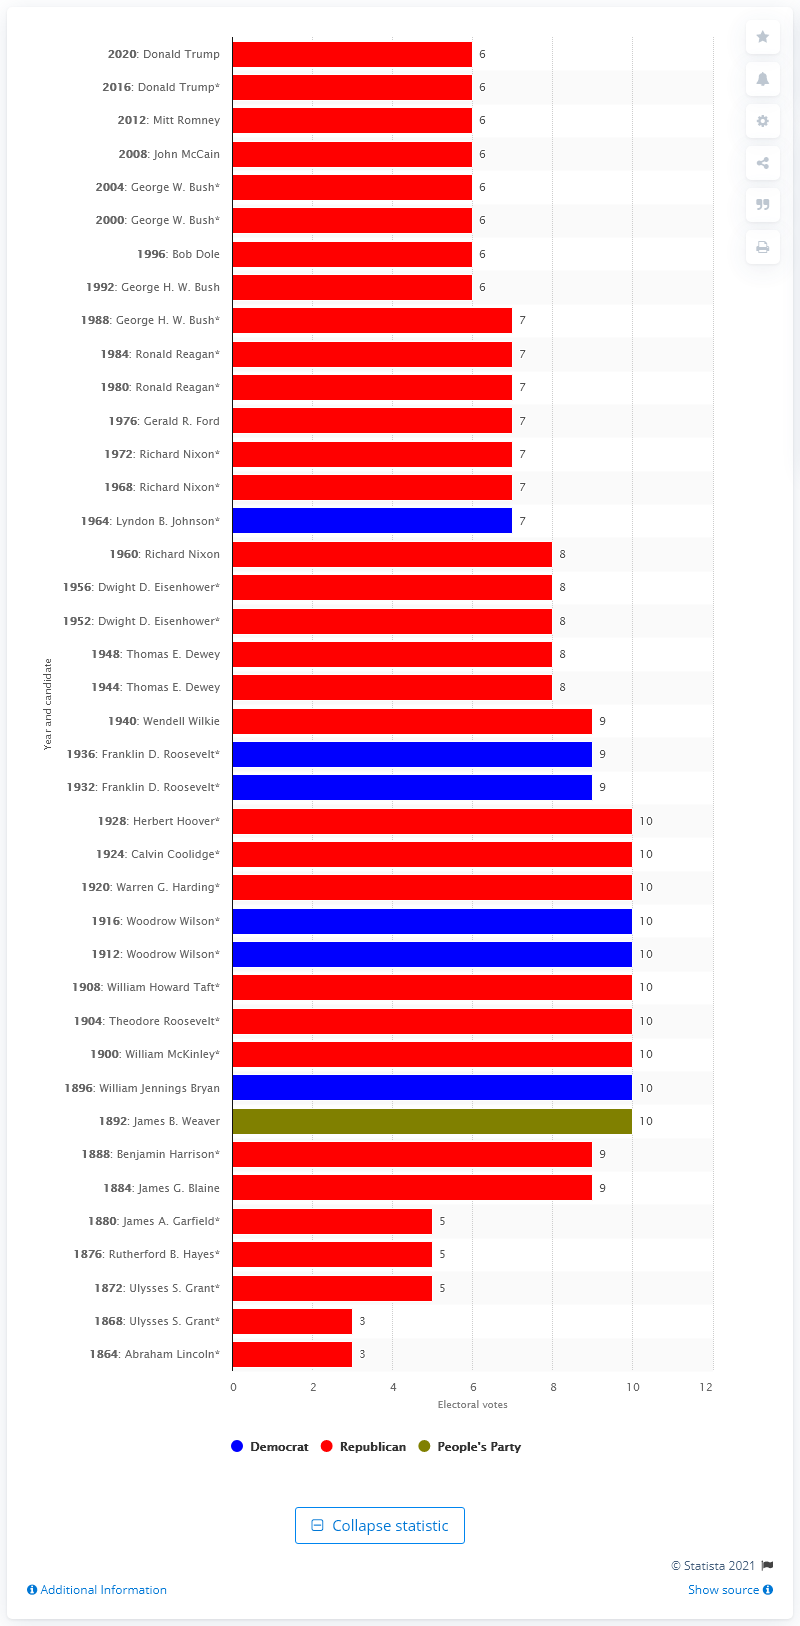 2020: Donald Trump 6
2016: Donald Trump* 6
2012: Mitt Romney 6
2008: John McCain 6
2004: George W. Bush* 6
2000: George W. Bush* 6
1996: Bob Dole 6
1992: George H. W. Bush 6
1988: George H. W. Bush* 7
1984: Ronald Reagan* 7
1980: Ronald Reagan* 7
1976: Gerald R. Ford 7
1972: Richard Nixon* 7
1968: Richard Nixon* 7
1964: Lyndon B. Johnson* 7
1960: Richard Nixon 8
1956: Dwight D. Eisenhower* 8
1952: Dwight D. Eisenhower* 8
1948: Thomas E. Dewey 8
1944: Thomas E. Dewey 8
1940: Wendell Wilkie 9
1936: Franklin D. Roosevelt* 9
1932: Franklin D. Roosevelt* 9
1928: Herbert Hoover* 10
1924: Calvin Coolidge* 10
1920: Warren G. Harding* 10
1916: Woodrow Wilson* 10
1912: Woodrow Wilson* 10
1908: William Howard Taft* 10
1904: Theodore Roosevelt* 10
1900: William McKinley* 10
1896: William Jennings Bryan 10
1892: James B. Weaver 10
1888: Benjamin Harrison* 9
1884: James G. Blaine 9
1880: James A. Garfield* 5
1876: Rutherford B. Hayes* 5
1872: Ulysses S. Grant* 5
1868: Ulysses S. Grant* 3
1864: Abraham Lincoln* 3
Year and candidate
0 2 4 6 8 10 12
Electoral votes
Democrat Republican People's Party
Collapse statistic
© Statista 2021
Additional Information Show source